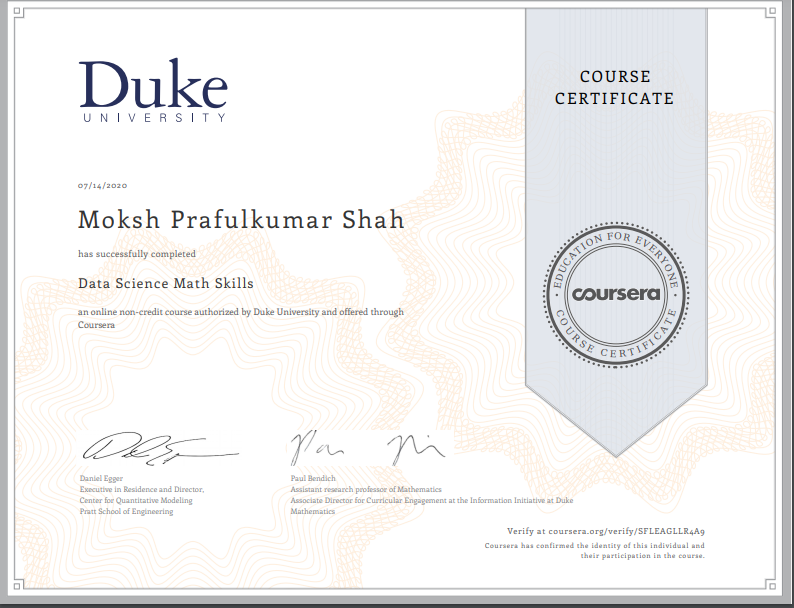 Duke
UNIVERSITY
COURSE
CERTIFICATE
07/14/2020
Moksh Prafulkumar Shah
has successfully completed
Data Science Math Skills
an online non-credit course authorized by Duke University and offered through
Coursera
EDUCATION FOR EVERYONE
coursera
COURSE CERTIFICATE
Daniel Egger
Executive in Residence and Director,
Center for Quantitative Modeling
Pratt School of Engineering
Paul Bendich
Assistant research professor of Mathematics
Associate Director for Curricular Engagement at the Information Initiative at Duke
Mathematics
Verify at coursera.org/verify/SFLEAGLLR4A9
Coursera has confirmed the identity of this individual and
their participation in the course.